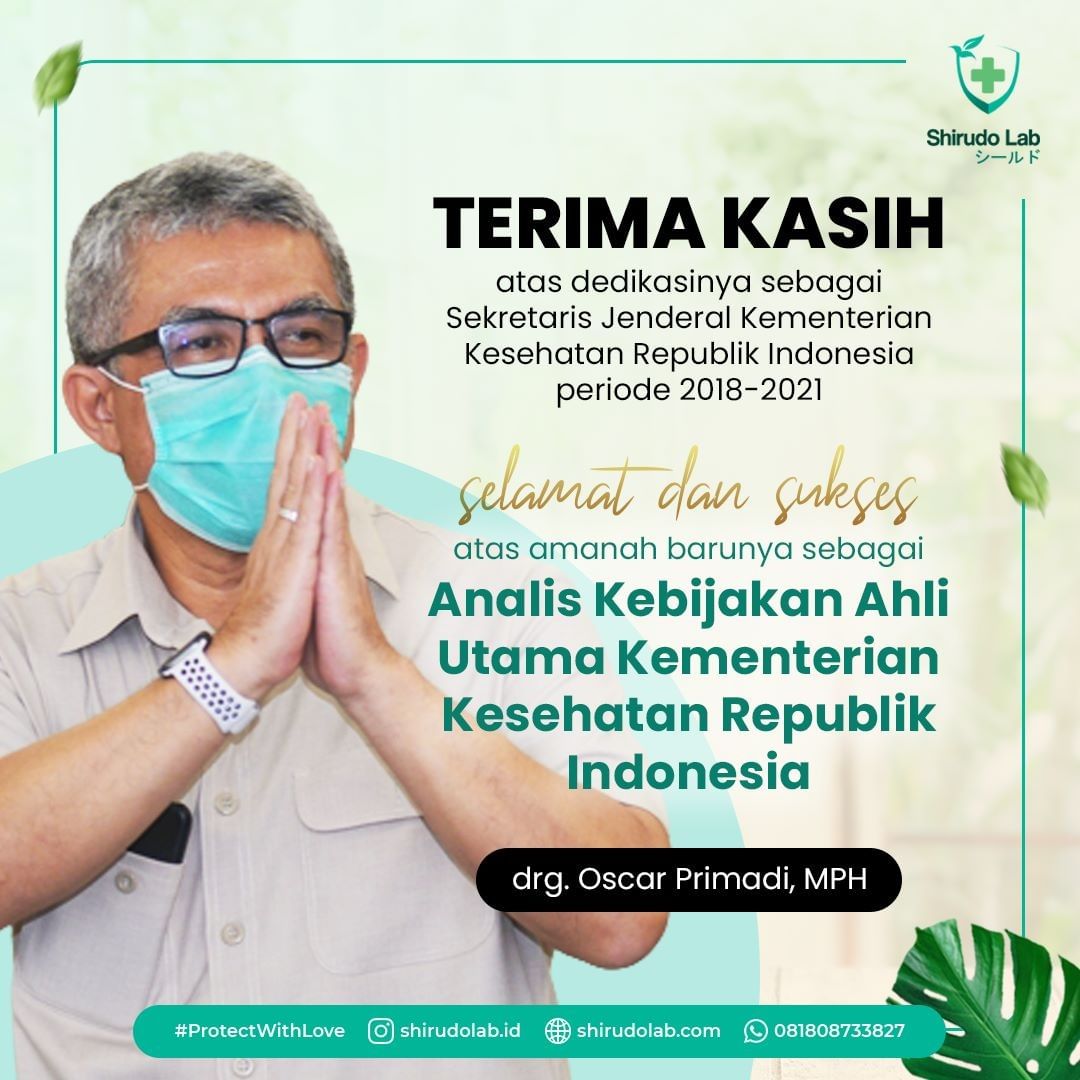 Shirudo Lab
シールド
TERIMA KASIH
atas dedikasinya sebagai
Sekretaris Jenderal Kementerian
Kesehatan Republik Indonesia
periode 2018-2021
selamat dan sukses
atas amanah barunya sebagai
Analis Kebijakan Ahli
Utama Kementerian
Kesehatan Republik
Indonesia
drg. Oscar Primadi, MPH
#ProtectWithLove shirudolab.id shirudolab.com 081808733827